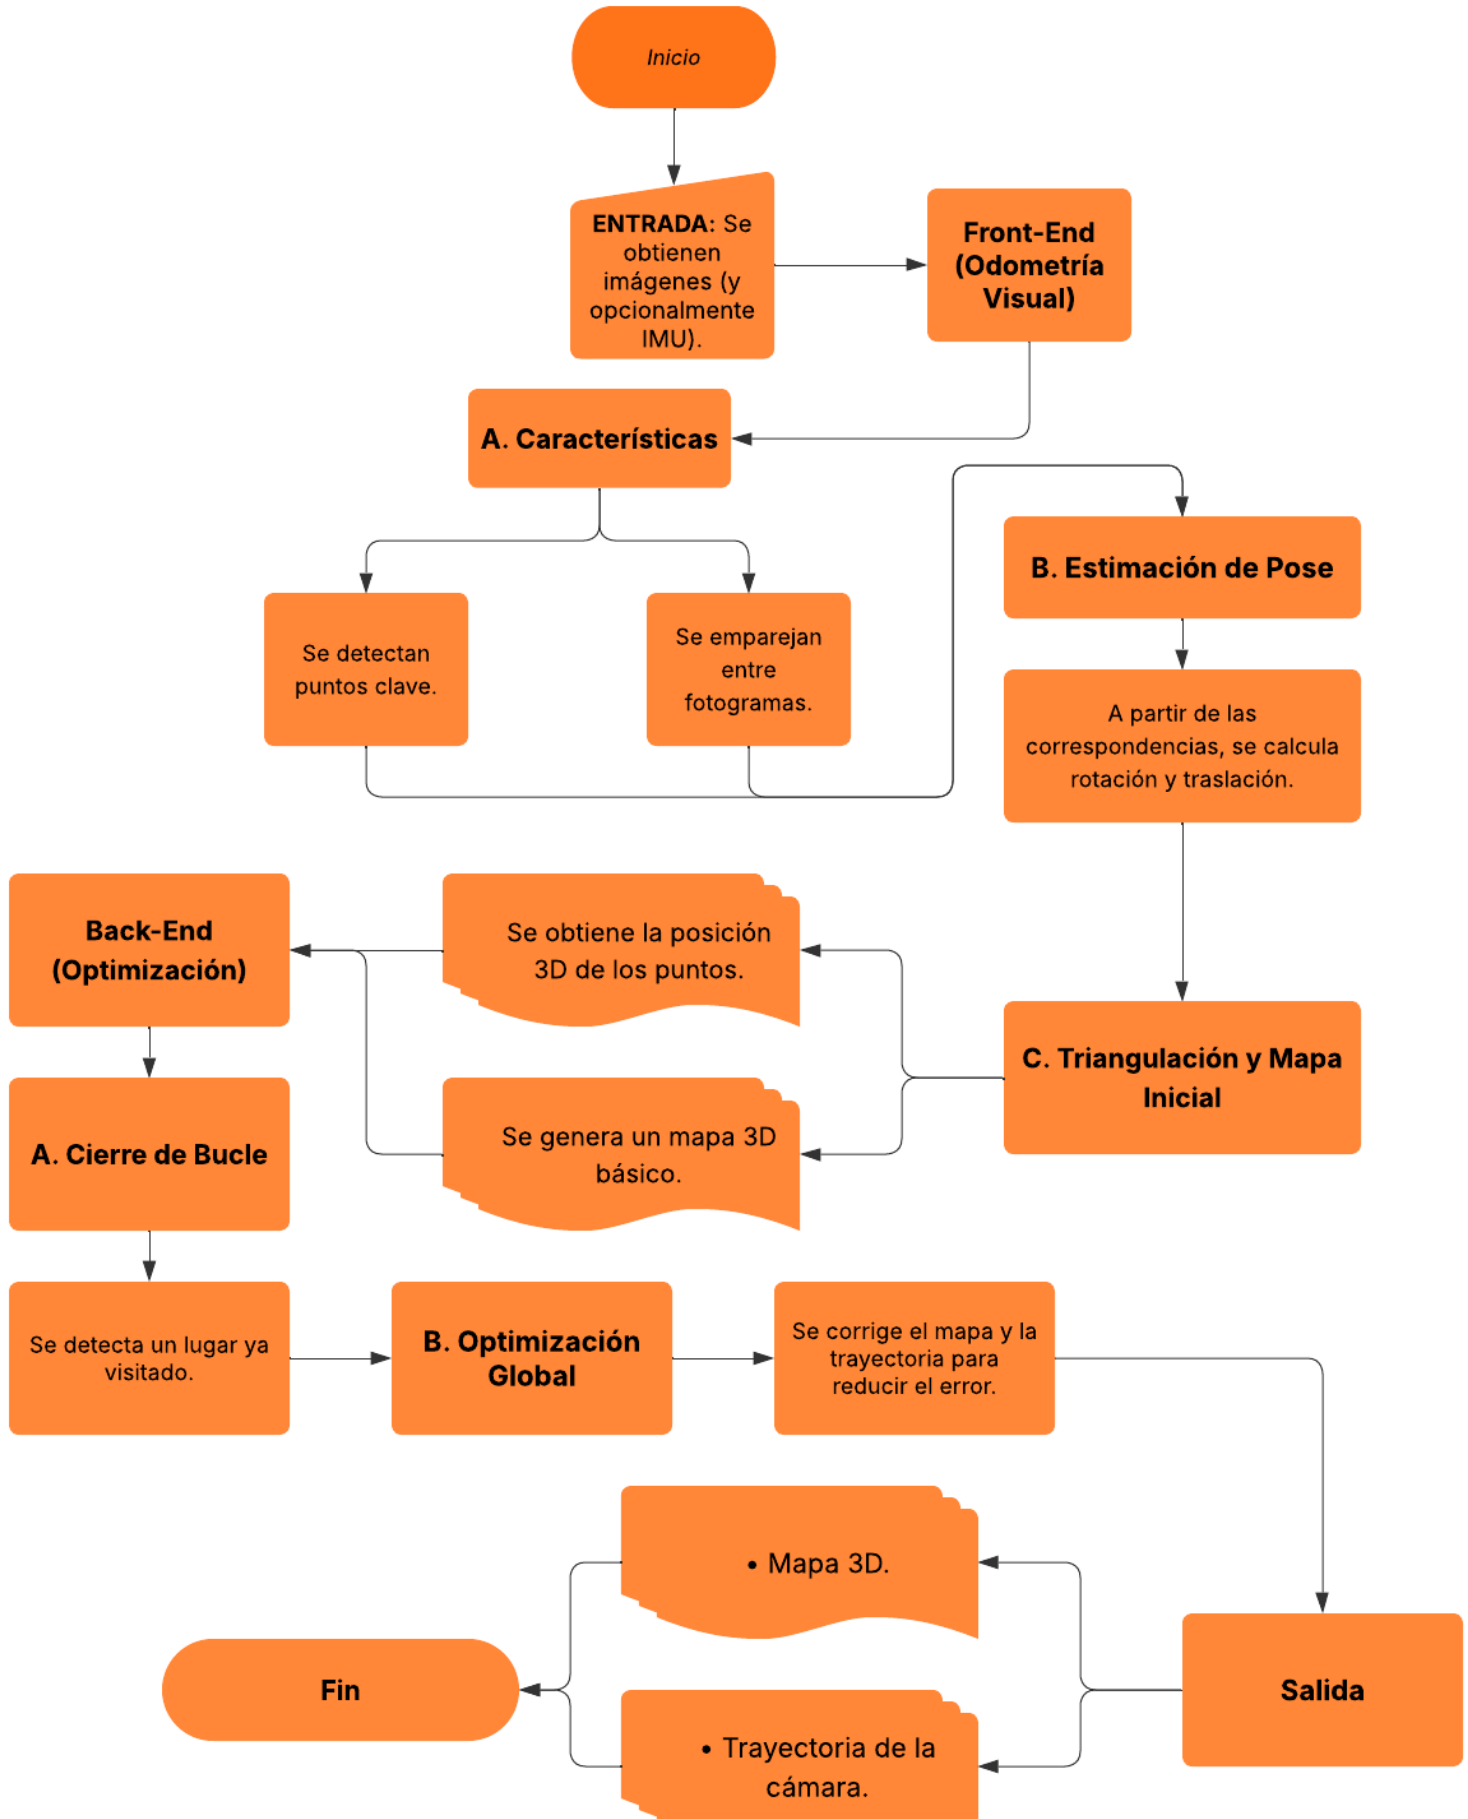 Inicio
ENTRADA: Se
obtienen
imágenes (y
opcionalmente
IMU).
Front-End
(Odometría
Visual)
A. Características
Se detectan
puntos clave.
Se emparejan
entre
fotogramas.
B. Estimación de Pose
A partir de las
correspondencias, se calcula
rotación y traslación.
C. Triangulación y Mapa
Inicial
Se obtiene la posición
3D de los puntos.
Se genera un mapa 3D
básico.
Back-End
(Optimización)
A. Cierre de Bucle
Se detecta un lugar ya
visitado.
B. Optimización
Global
Se corrige el mapa y la
trayectoria para
reducir el error.
Salida
• Mapa 3D.
• Trayectoria de la
cámara.
Fin